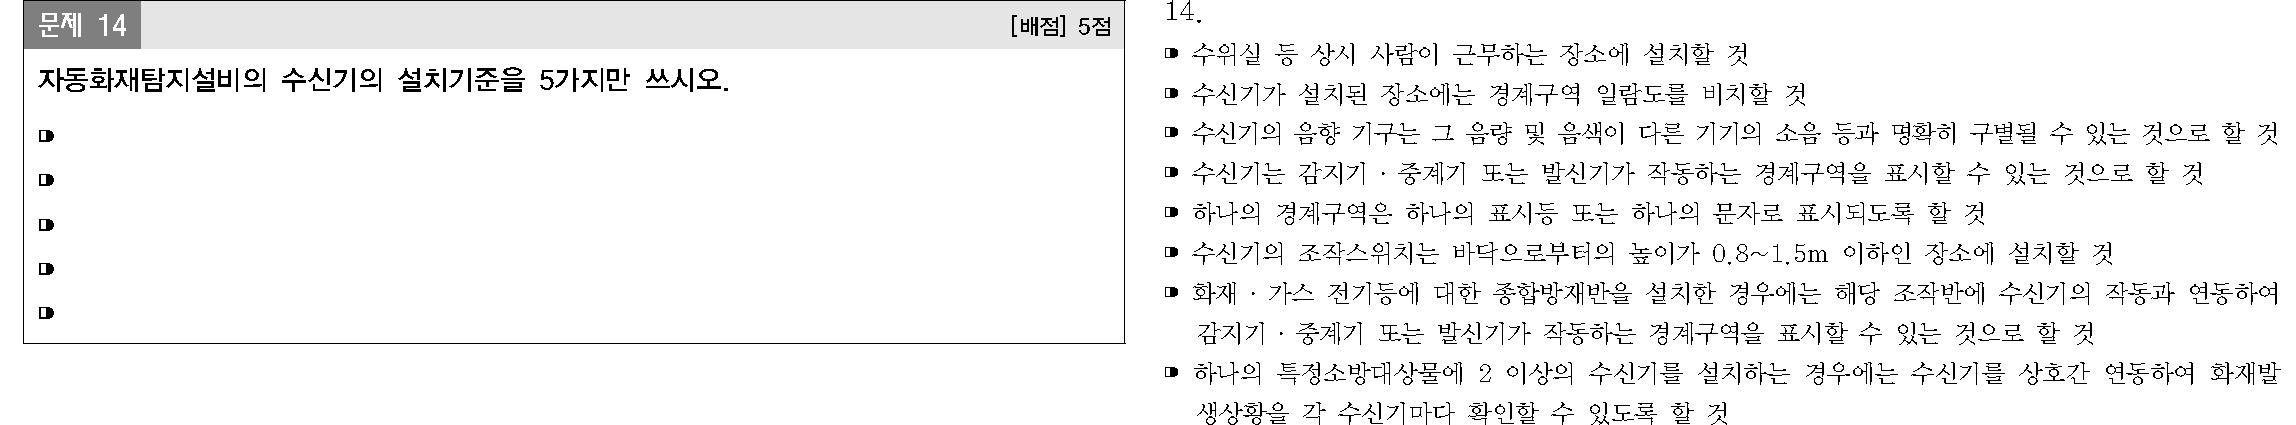 문제 14
[배점] 5점
자동화재탐지설비의 수신기의 설치기준을 5가지만 쓰시오.
14.
수위실 등 상시 사람이 근무하는 장소에 설치할 것
수신기가 설치된 장소에는 경계구역 일람도를 비치할 것
수신기의 음향 기구는 그 음량 및 음색이 다른 기기의 소음 등과 명확히 구별될 수 있는 것으로 할 것
수신기는 감지기 · 중계기 또는 발신기가 작동하는 경계구역을 표시할 수 있는 것으로 할 것
하나의 경계구역은 하나의 표시등 또는 하나의 문자로 표시되도록 할 것
수신기의 조작스위치는 바닥으로부터의 높이가 0.8~1.5m 이하인 장소에 설치할 것
화재 · 가스 전기등에 대한 종합방재반을 설치한 경우에는 해당 조작반에 수신기의 작동과 연동하여
감지기 · 중계기 또는 발신기가 작동하는 경계구역을 표시할 수 있는 것으로 할 것
하나의 특정소방대상물에 2 이상의 수신기를 설치하는 경우에는 수신기를 상호간 연동하여 화재발
생상황을 각 수신기마다 확인할 수 있도록 할 것